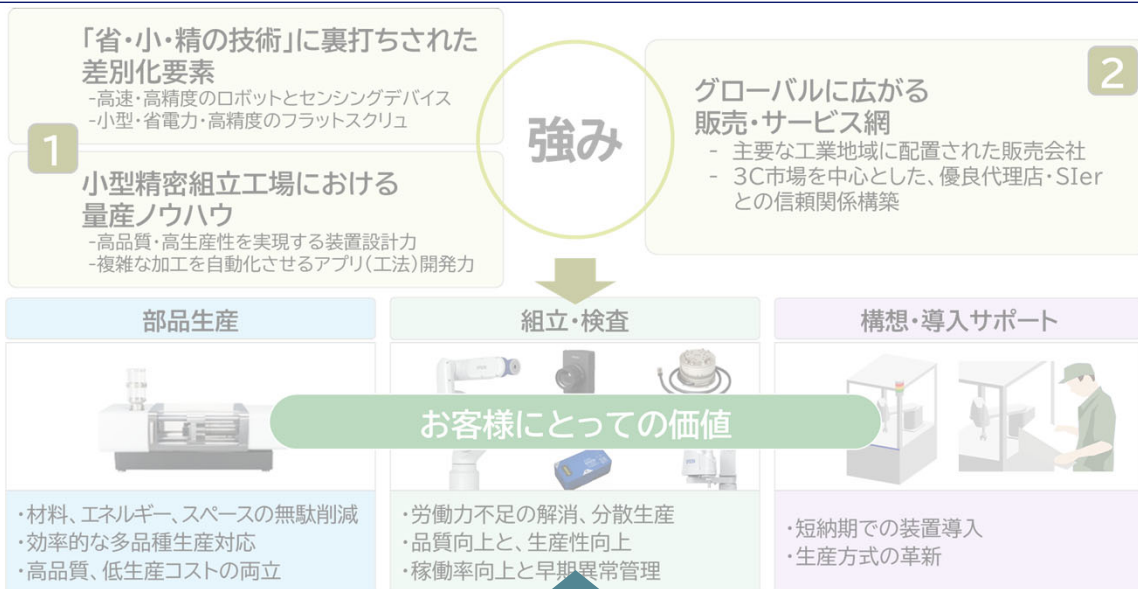 「省・小・精の技術」に裏打ちされた
差別化要素
-高速・高精度のロボットとセンシングデバイス
-小型・省電力・高精度のフラットスクリュ
1
小型精密組立工場における
量産ノウハウ
-高品質・高生産性を実現する装置設計力
-複雑な加工を自動化させるアプリ(工法)開発力
強み
2
グローバルに広がる
販売・サービス網
- 主要な工業地域に配置された販売会社
- 3C市場を中心とした、優良代理店・SIer
との信頼関係構築
部品生産
組立・検査
構想・導入サポート
お客様にとっての価値
・材料、エネルギー、スペースの無駄削減
・効率的な多品種生産対応
・高品質、低生産コストの両立
・労働力不足の解消、分散生産
・品質向上と、生産性向上
・稼働率向上と早期異常管理
・短納期での装置導入
・生産方式の革新